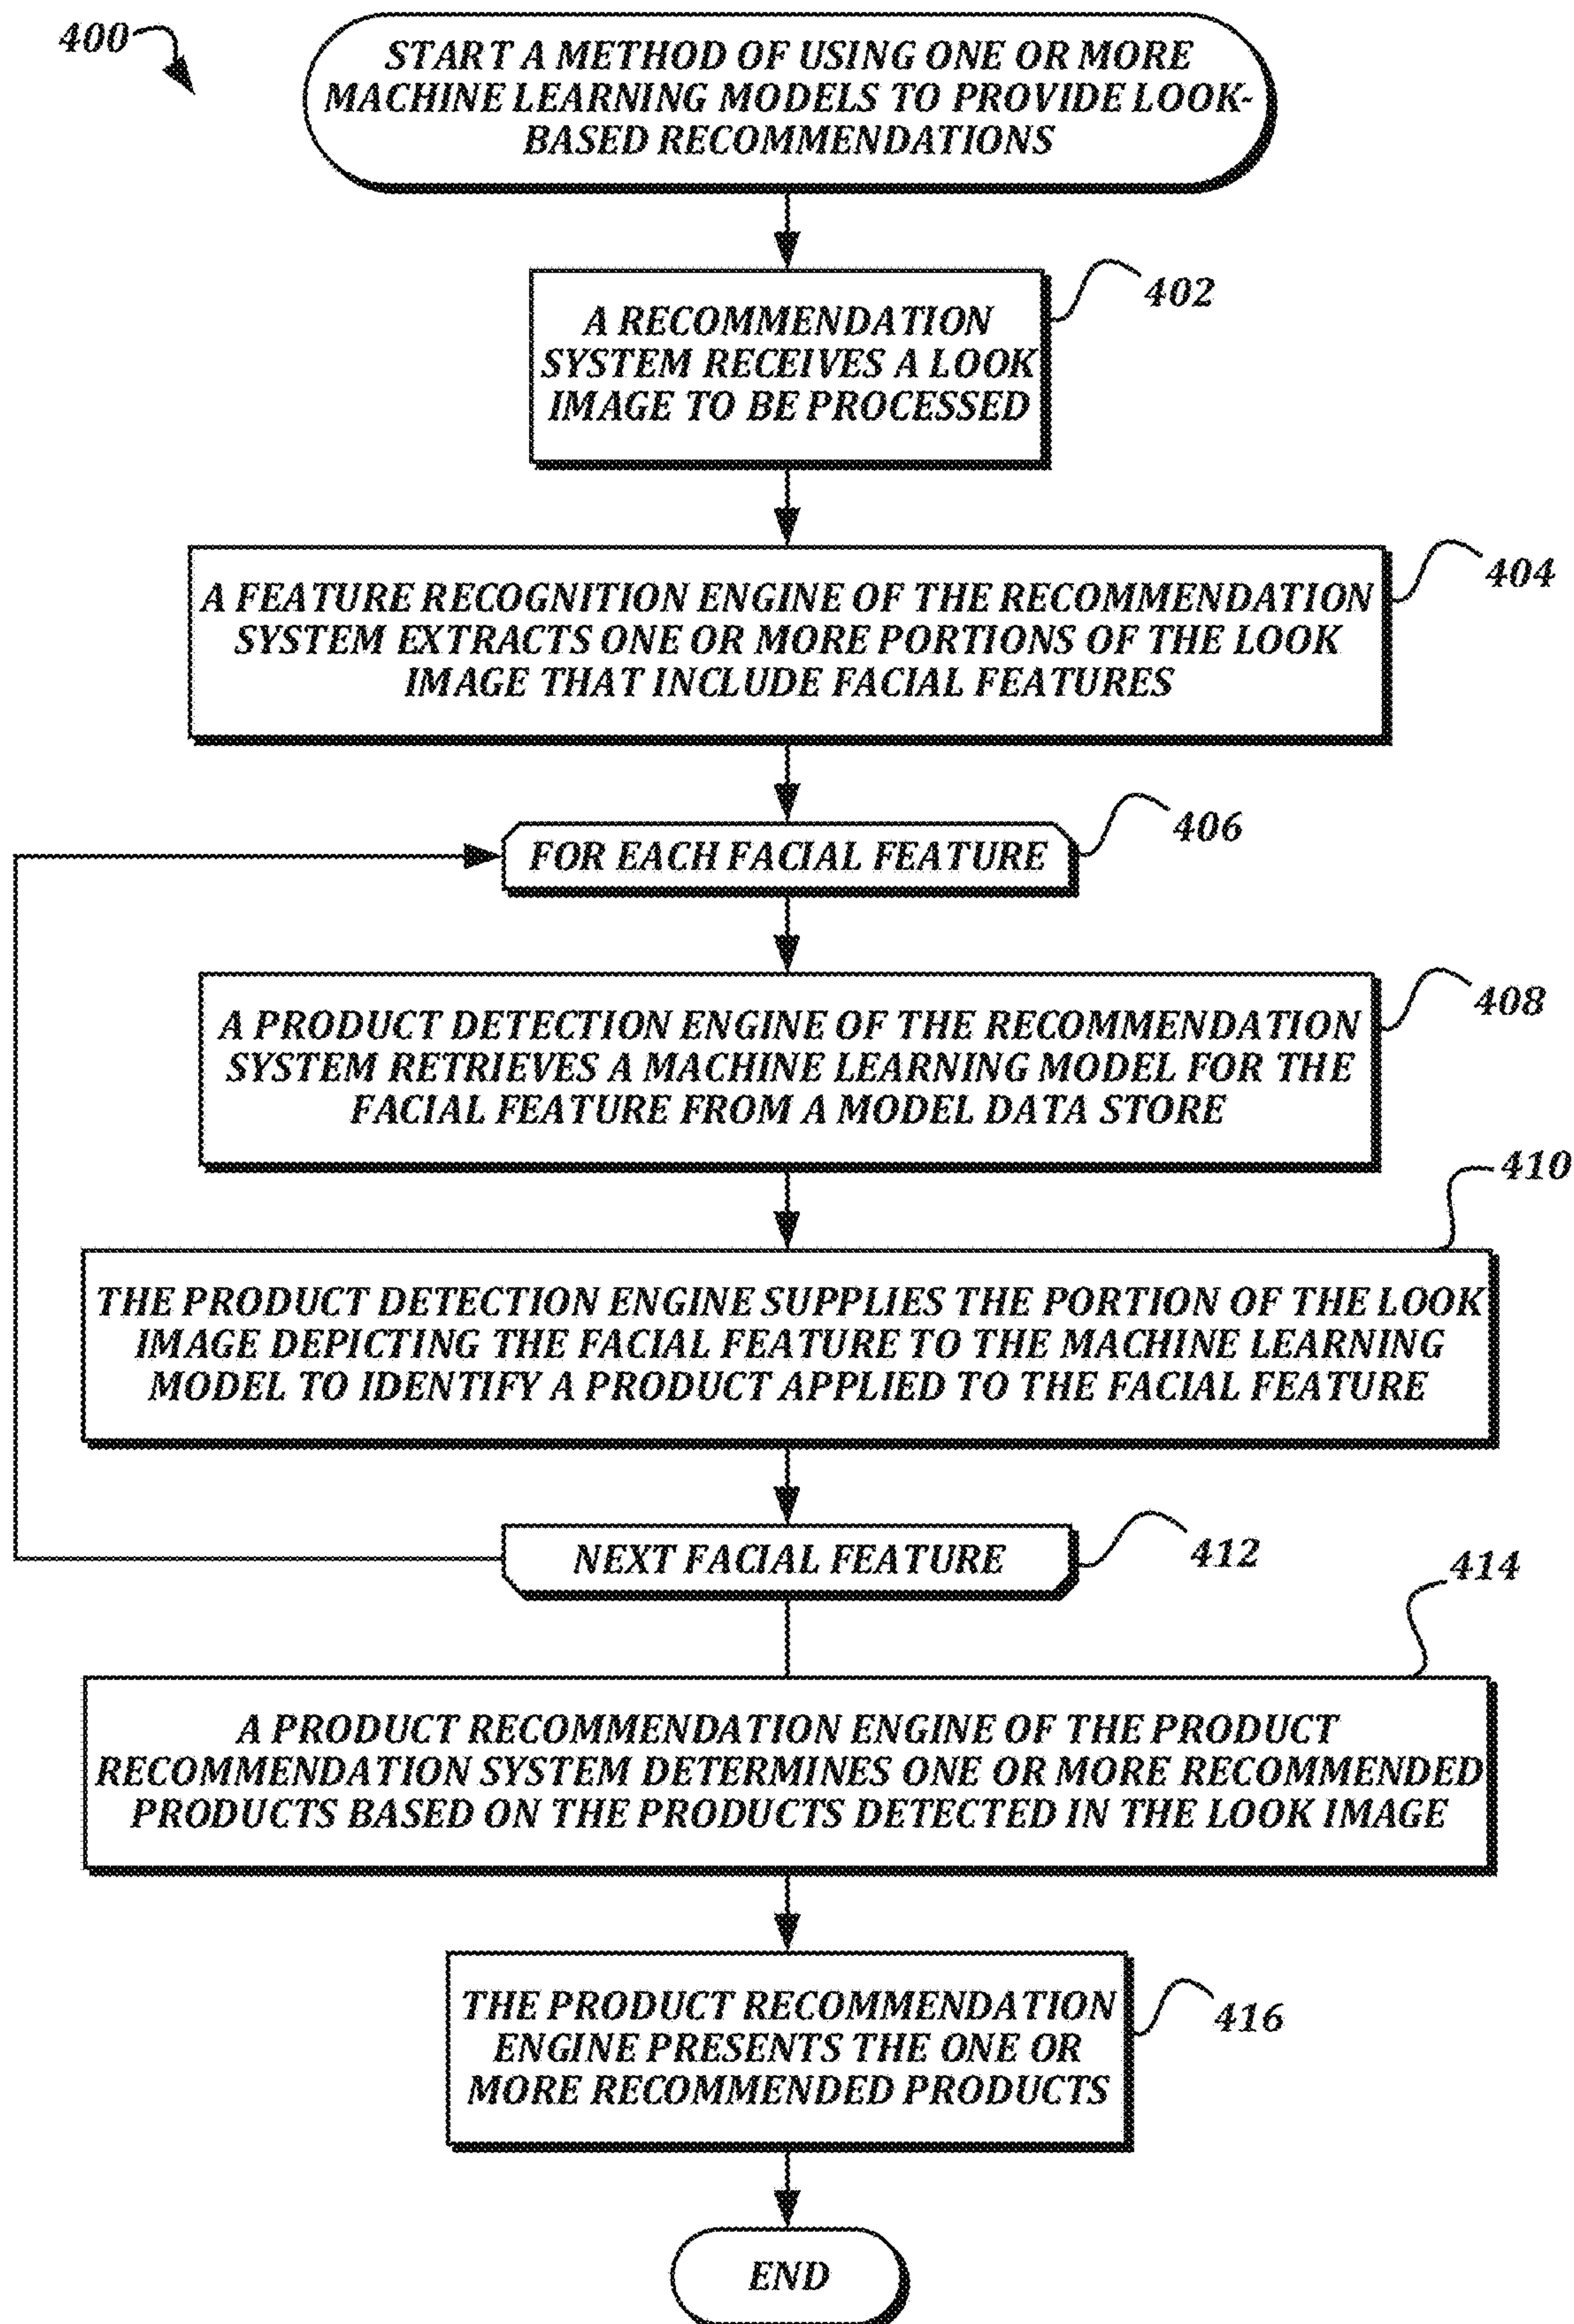 400
START A METHOD OF USING ONE OR MORE
MACHINE LEARNING MODELS TO PROVIDE LOOK-
BASED RECOMMENDATIONS
402
A RECOMMENDATION
SYSTEM RECEIVES A LOOK
IMAGE TO BE PROCESSED
404
A FEATURE RECOGNITION ENGINE OF THE RECOMMENDATION
SYSTEM EXTRACTS ONE OR MORE PORTIONS OF THE LOOK
IMAGE THAT INCLUDE FACIAL FEATURES
406
FOR EACH FACIAL FEATURE
408
A PRODUCT DETECTION ENGINE OF THE RECOMMENDATION
SYSTEM RETRIEVES A MACHINE LEARNING MODEL FOR THE
FACIAL FEATURE FROM A MODEL DATA STORE
410
THE PRODUCT DETECTION ENGINE SUPPLIES THE PORTION OF THE LOOK
IMAGE DEPICTING THE FACIAL FEATURE TO THE MACHINE LEARNING
MODEL TO IDENTIFY A PRODUCT APPLIED TO THE FACIAL FEATURE
412
NEXT FACIAL FEATURE
414
A PRODUCT RECOMMENDATION ENGINE OF THE PRODUCT
RECOMMENDATION SYSTEM DETERMINES ONE OR MORE RECOMMENDED
PRODUCTS BASED ON THE PRODUCTS DETECTED IN THE LOOK IMAGE
416
THE PRODUCT RECOMMENDATION
ENGINE PRESENTS THE ONE OR
MORE RECOMMENDED PRODUCTS
END